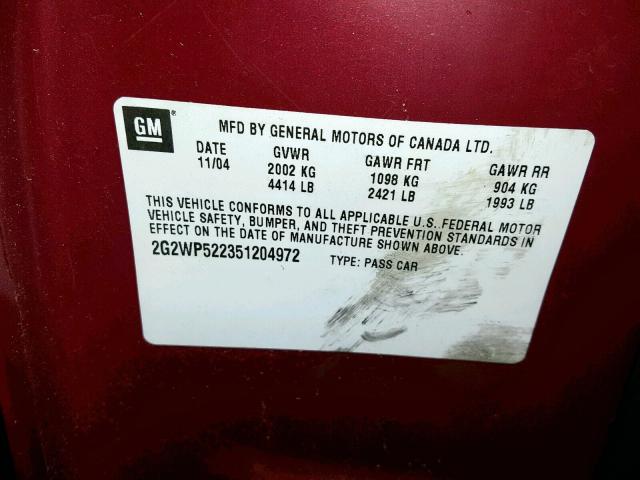 GM®
MFD BY GENERAL MOTORS OF CANADA LTD.
DATE GVWR GAWR FRT GAWR RR
11/04 2002 KG 1098 KG 904 KG
4414 LB 2421 LB 1993 LB
THIS VEHICLE CONFORMS TO ALL APPLICABLE U.S. FEDERAL MOTOR
VEHICLE SAFETY, BUMPER, AND THEFT PREVENTION STANDARDS IN
EFFECT ON THE DATE OF MANUFACTURE SHOWN ABOVE.
2G2WP522351204972 TYPE: PASS CAR